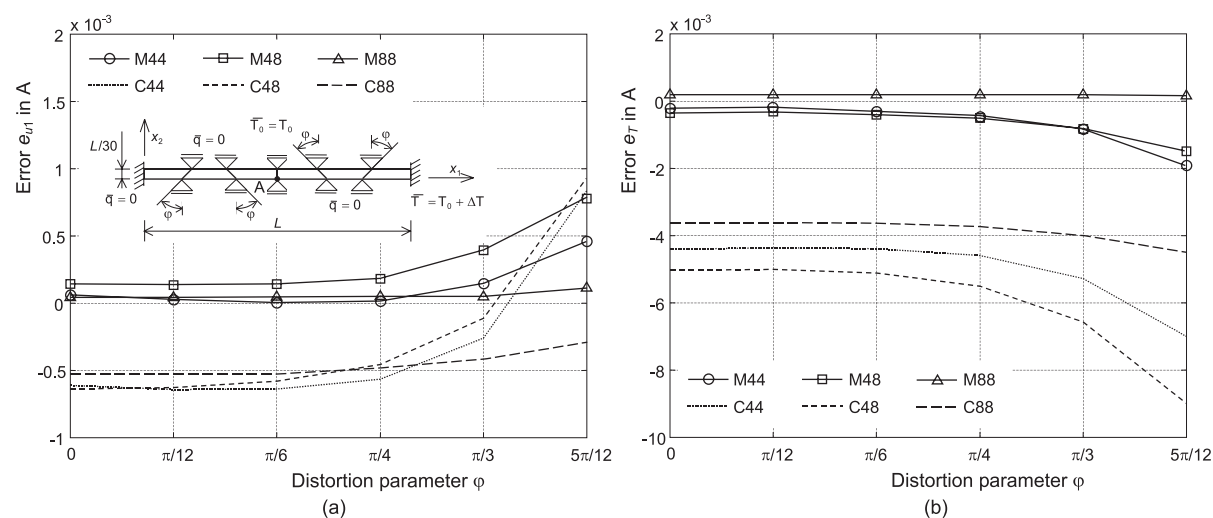 x 10⁻³
2
1.5
1
0.5
0
-0.5
-1
Error e_{u1} in A
M44 M48 M88
C44 C48 C88
x₂
q̄ = 0
T̄₀ = T₀
φ
φ
L/30
A
x₁
q̄ = 0
φ
φ
q̄ = 0
T̄ = T₀ + ΔT
L
0 π/12 π/6 π/4 π/3 5π/12
Distortion parameter φ
(a)
x 10⁻³
2
0
-2
-4
-6
-8
-10
Error e_T in A
M44 M48 M88
C44 C48 C88
0 π/12 π/6 π/4 π/3 5π/12
Distortion parameter φ
(b)